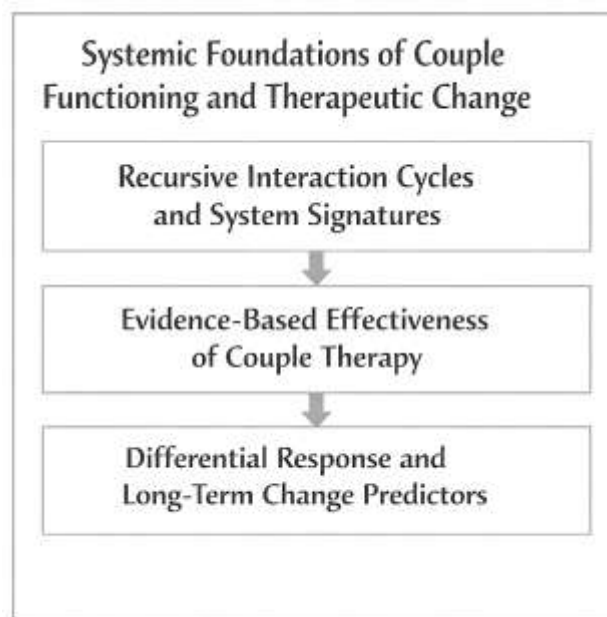 Systemic Foundations of Couple
Functioning and Therapeutic Change
Recursive Interaction Cycles
and System Signatures
Evidence-Based Effectiveness
of Couple Therapy
Differential Response and
Long-Term Change Predictors